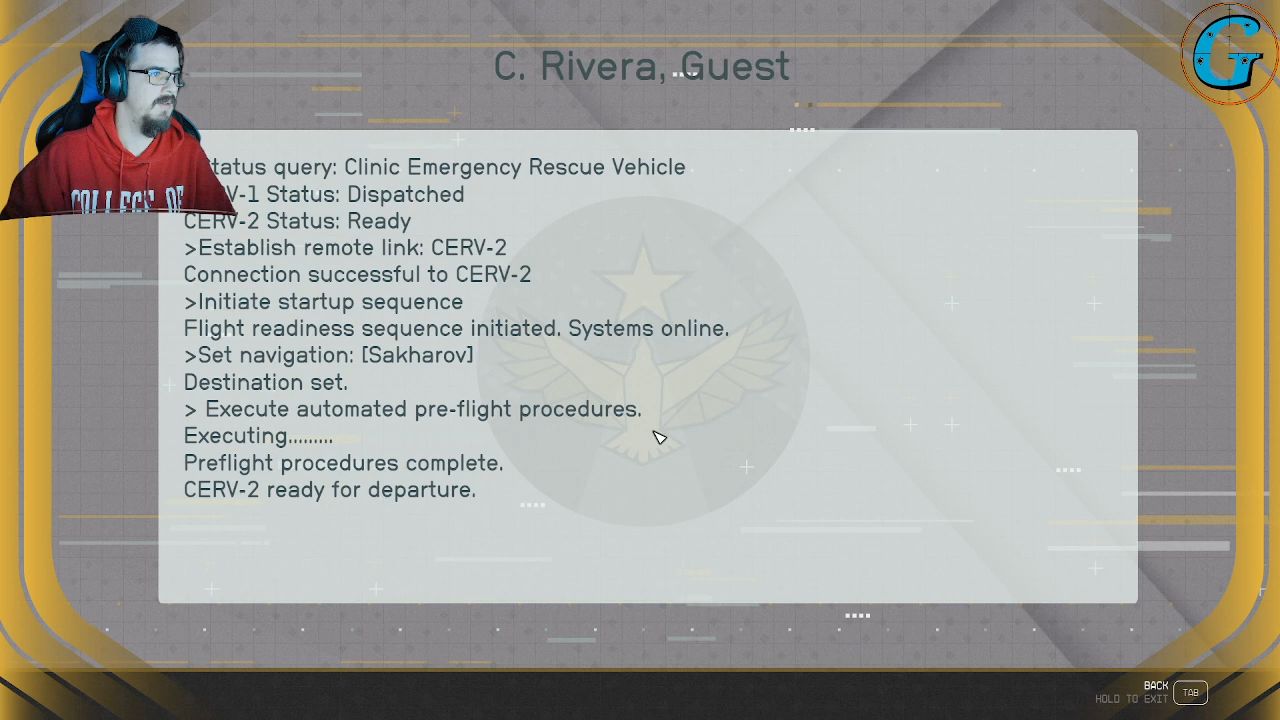 C. Rivera, Guest
tatus query: Clinic Emergency Rescue Vehicle
V-1 Status: Dispatched
CERV-2 Status: Ready
>Establish remote link: CERV-2
Connection successful to CERV-2
>Initiate startup sequence
Flight readiness sequence initiated. Systems online.
>Set navigation: [Sakharov]
Destination set.
> Execute automated pre-flight procedures.
Executing.........
Preflight procedures complete.
CERV-2 ready for departure.
COLLEGE OF
G
BACK
HOLD TO EXIT
TAB